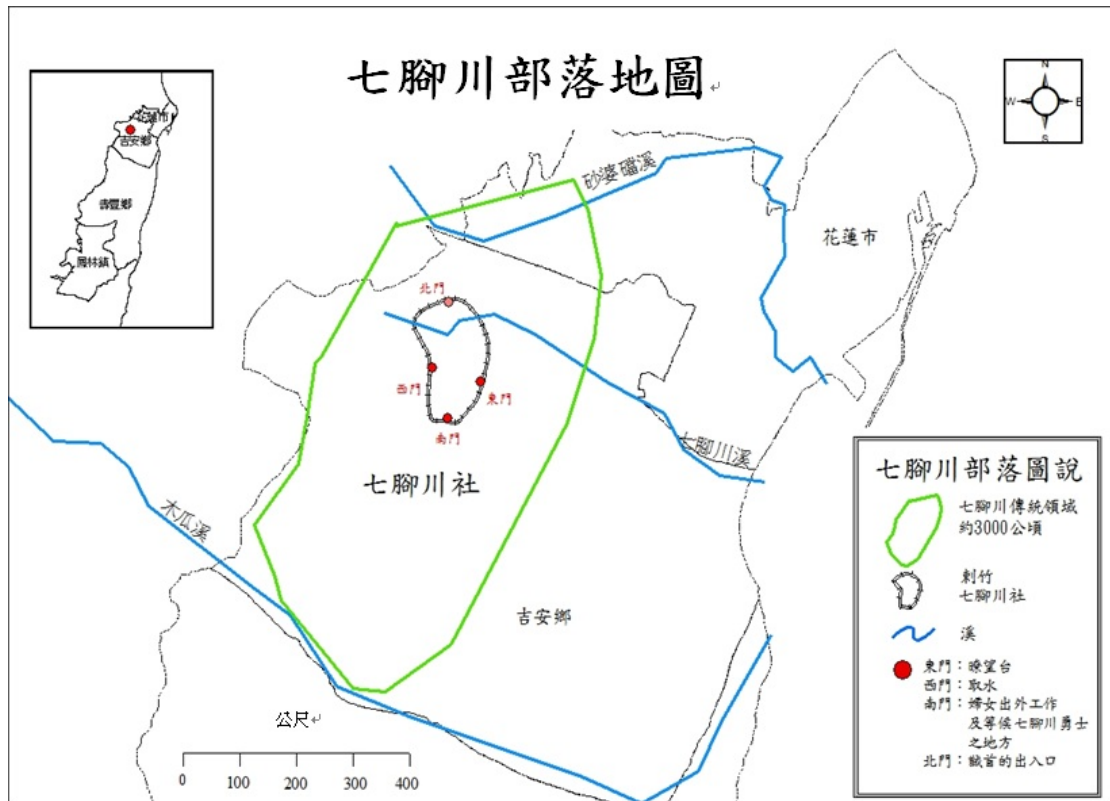 七腳川部落地圖
花蓮市
吉安鄉
壽豐鄉
鳳林鎮
N
W
E
S
砂婆礑溪
花蓮市
北門
西門
東門
南門
七腳川溪
七腳川社
木瓜溪
吉安鄉
公尺
0 100 200 300 400
七腳川部落圖說
七腳川傳統領域
約3000公頃
刺竹
七腳川社
溪
東門：瞭望台
西門：取水
南門：婦女出外工作
及等候七腳川勇士
之地方
北門：馘首的出入口